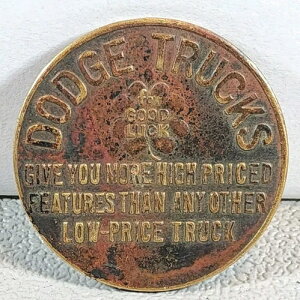 DODGE TRUCKS
FOR
GOOD
LUCK
GIVE YOU MORE HIGH PRICED
FEATURES THAN ANY OTHER
LOW-PRICE TRUCK